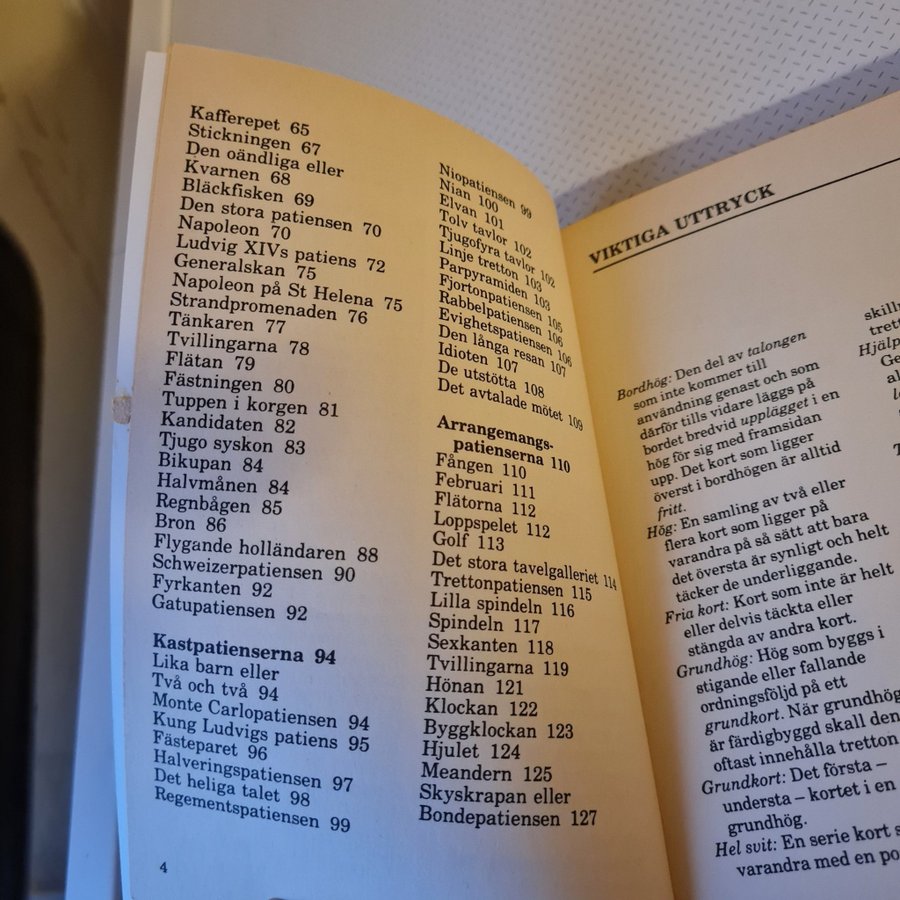 Kafferepet 65
Stickningen 67
Den oändliga eller
Kvarnen 68
Bläckfisken 69
Den stora patiensen 70
Napoleon 70
Ludvig XIVs patiens 72
Generalskan 75
Napoleon på St Helena 75
Strandpromenaden 76
Tänkaren 77
Tvillingarna 78
Flätan 79
Fästningen 80
Tuppen i korgen 81
Kandidaten 82
Tjugo syskon 83
Bikupan 84
Halvmånen 84
Regnbågen 85
Bron 86
Flygande holländaren 88
Schweizerpatiensen 90
Fyrkanten 92
Gatupatiensen 92
Kastpatienserna 94
Lika barn eller
Två och två 94
Monte Carlopatiensen 94
Kung Ludvigs patiens 95
Fästeparet 96
Halveringspatiensen 97
Det heliga talet 98
Regementspatiensen 99
4
Niopatiensen 99
Nian 100
Elvan 101
Tolv tavlor 102
Tjugofyra tavlor 102
Linje tretton 103
Parpyramiden 103
Fjortonpatiensen 105
Rabbelpatiensen 106
Evighetspatiensen 106
Den långa resan 107
Idioten 107
De utstötta 108
Det avtalade mötet 109
Arrangemangs-
patienserna 110
Fången 110
Februari 111
Flätorna 112
Loppspelet 112
Golf 113
Det stora tavelgalleriet 114
Trettonpatiensen 115
Lilla spindeln 116
Spindeln 117
Sexkanten 118
Tvillingarna 119
Hönan 121
Klockan 122
Byggklockan 123
Hjulet 124
Meandern 125
Skyskrapan eller
Bondepatiensen 127
VIKTIGA UTTRYCK
Bordhög: Den del av talongen
som inte kommer till
användning genast och som
därför tills vidare läggs på
bordet bredvid upplägget i en
hög för sig med framsidan
upp. Det kort som ligger
överst i bordhögen är alltid
fritt.
Hög: En samling av två eller
flera kort som ligger på
varandra på så sätt att bara
det översta är synligt och helt
täcker de underliggande.
Fria kort: Kort som inte är helt
eller delvis täckta eller
stängda av andra kort.
Grundhög: Hög som byggs i
stigande eller fallande
ordningsföljd på ett
grundkort. När grundhög
är färdigbyggd skall den
oftast innehålla tretton
Grundkort: Det första –
understa – kortet i en
grundhög.
Hel svit: En serie kort s
varandra med en po
skilln
trett
Hjälp
Ge
al